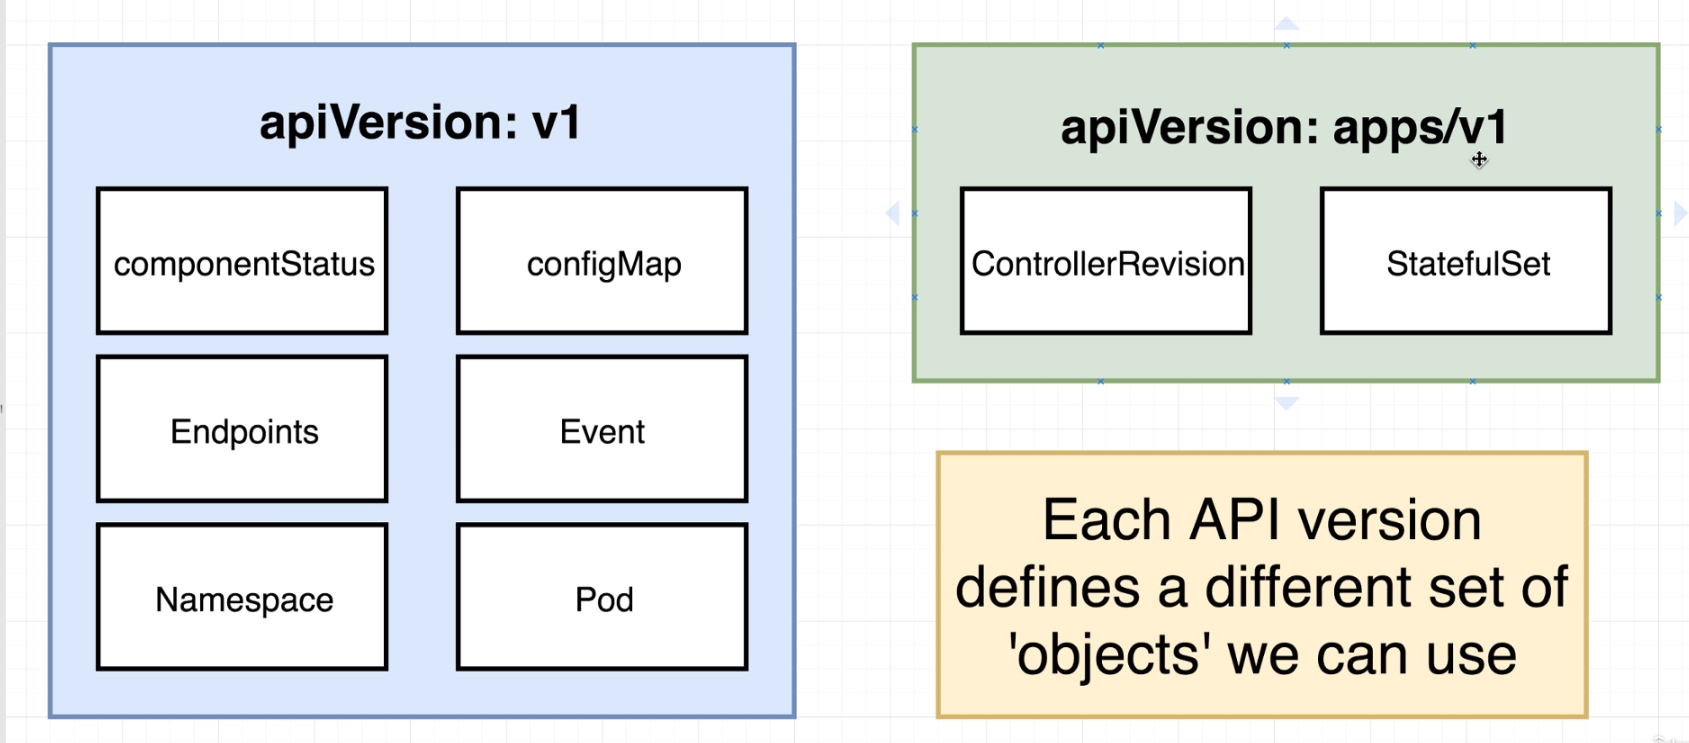 apiVersion: v1
componentStatus
configMap
Endpoints
Event
Namespace
Pod
apiVersion: apps/v1
ControllerRevision
StatefulSet
Each API version
defines a different set of
'objects' we can use